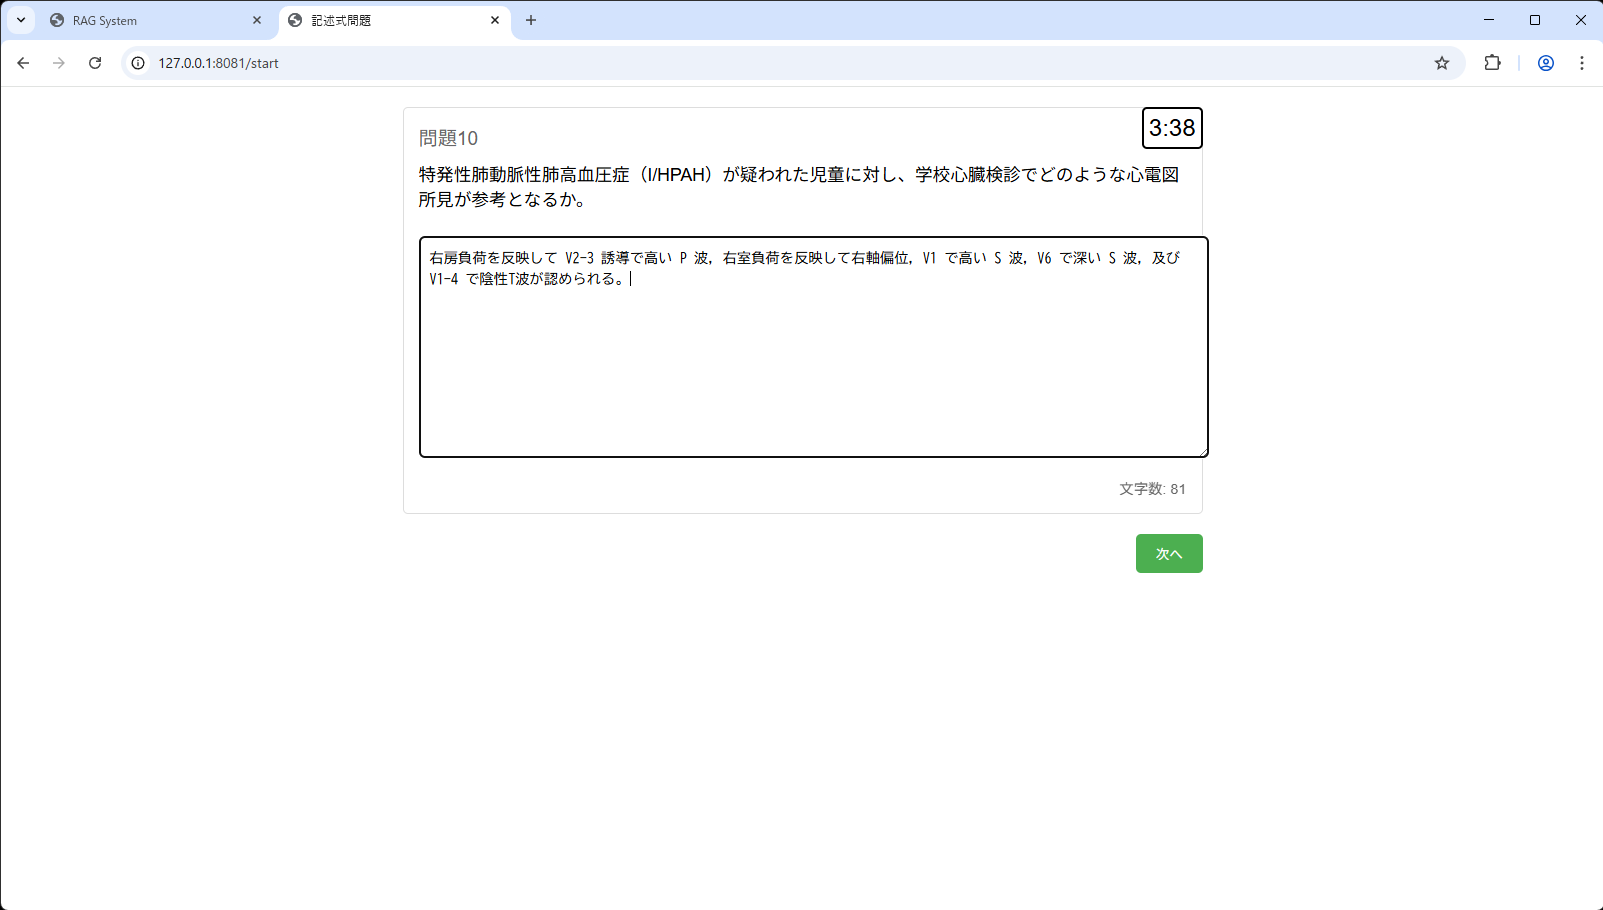 RAG System
記述式問題
127.0.0.1:8081/start
3:38
問題10
特発性肺動脈性肺高血圧症（I/HPAH）が疑われた児童に対し、学校心臓検診でどのような心電図
所見が参考となるか。
右房負荷を反映して V2-3 誘導で高い P 波，右室負荷を反映して右軸偏位，V1 で高い S 波，V6 で深い S 波，及び
V1-4 で陰性T波が認められる。
文字数: 81
次へ